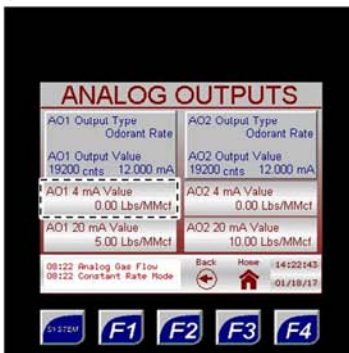 ANALOG OUTPUTS
AO1 Output Type
Odorant Rate
AO1 Output Value
19200 cnts 12.000 mA
AO1 4 mA Value
0.00 Lbs/MMcf
AO1 20 mA Value
5.00 Lbs/MMcf
AO2 Output Type
Odorant Rate
AO2 Output Value
19200 cnts 12.000 mA
AO2 4 mA Value
0.00 Lbs/MMcf
AO2 20 mA Value
10.00 Lbs/MMcf
08:22 Analog Gas Flow
08:22 Constant Rate Mode
Back
Home
14:22:43
01/18/17
SYSTEM
F1
F2
F3
F4